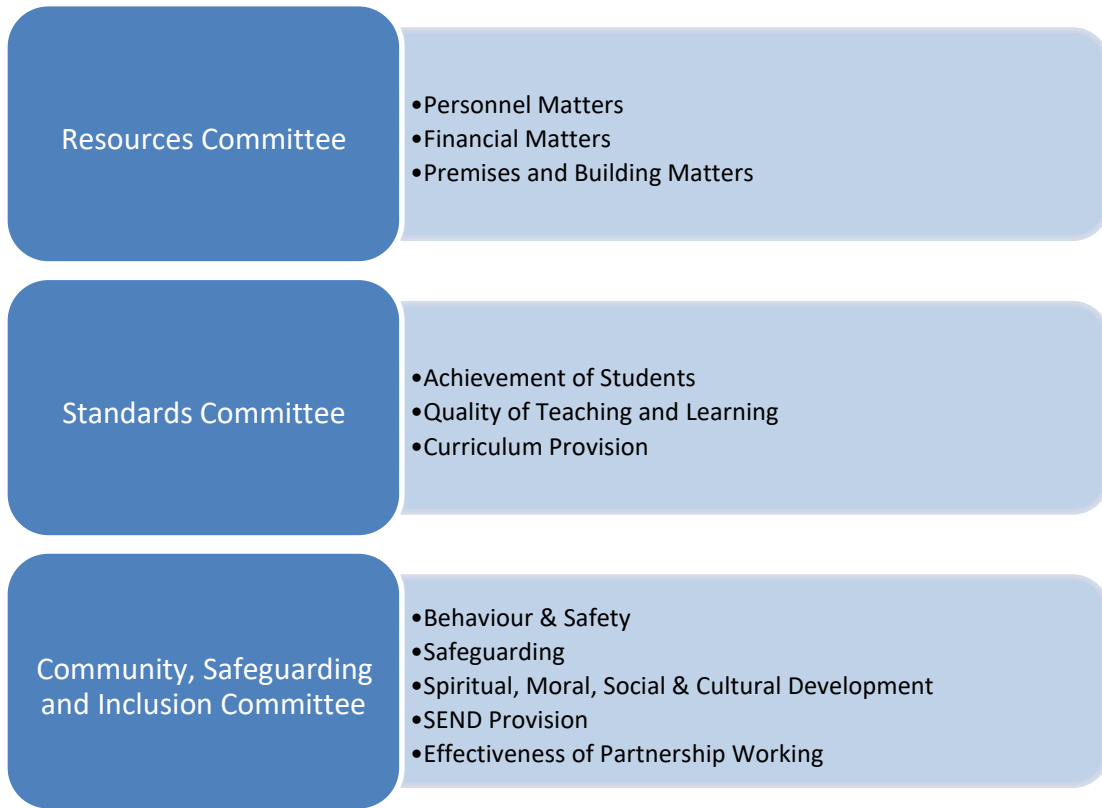 Resources Committee
•Personnel Matters
•Financial Matters
•Premises and Building Matters
Standards Committee
•Achievement of Students
•Quality of Teaching and Learning
•Curriculum Provision
Community, Safeguarding
and Inclusion Committee
•Behaviour & Safety
•Safeguarding
•Spiritual, Moral, Social & Cultural Development
•SEND Provision
•Effectiveness of Partnership Working